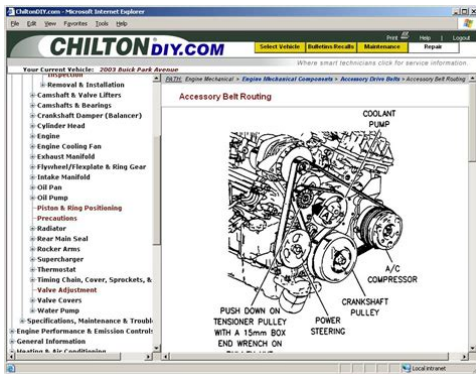 ChiltonDIY.com - Microsoft Internet Explorer
File Edit View Favorites Tools Help
Print Help | Logout
CHILTONDIY.COM
Select Vehicle Bulletins Recalls Maintenance Repair
Where smart technicians click for service information.
Your Current Vehicle: 2003 Buick Park Avenue
PATH: Engine Mechanical > Engine Mechanical Components > Accessory Drive Belts > Accessory Belt Routing
Inspection
Removal & Installation
Camshaft & Valve Lifters
Camshafts & Bearings
Crankshaft Damper (Balancer)
Cylinder Head
Engine
Engine Cooling Fan
Exhaust Manifold
Flywheel/Flexplate & Ring Gear
Intake Manifold
Oil Pan
Oil Pump
Piston & Ring Positioning
Precautions
Radiator
Rear Main Seal
Rocker Arms
Supercharger
Thermostat
Timing Chain, Cover, Sprockets, &
Valve Adjustment
Valve Covers
Water Pump
Specifications, Maintenance & Troubl
Engine Performance & Emission Control
General Information
Heating & Air Conditioning
Accessory Belt Routing
COOLANT
PUMP
A/C
COMPRESSOR
CRANKSHAFT
PULLEY
POWER
STEERING
PUSH DOWN ON
TENSIONER PULLEY
WITH A 15mm BOX
END WRENCH ON
Local intranet